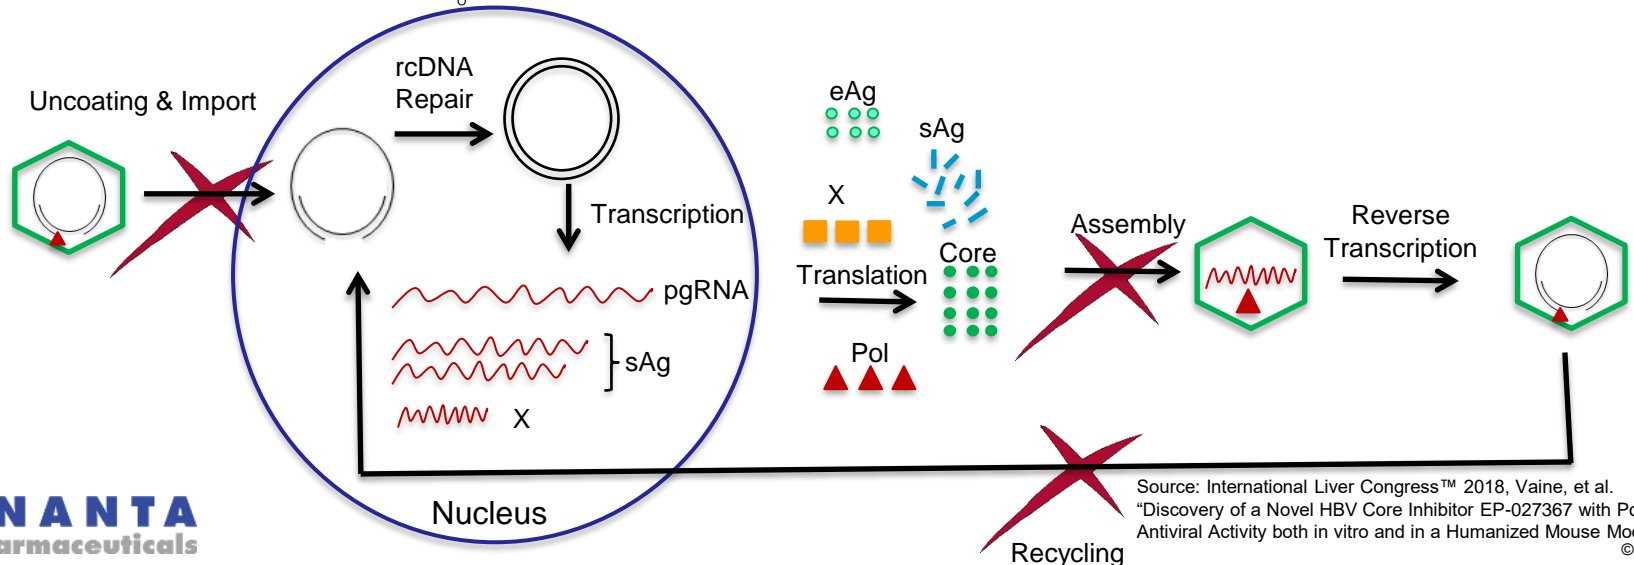 Uncoating & Import
rcDNA
Repair
Transcription
pgRNA
sAg
X
Nucleus
eAg
sAg
X
Translation
Core
Pol
Assembly
Reverse
Transcription
Recycling
Source: International Liver Congress™ 2018, Vaine, et al.
“Discovery of a Novel HBV Core Inhibitor EP-027367 with
Antiviral Activity both in vitro and in a Humanized Mouse
©
NANTA
armaceuticals